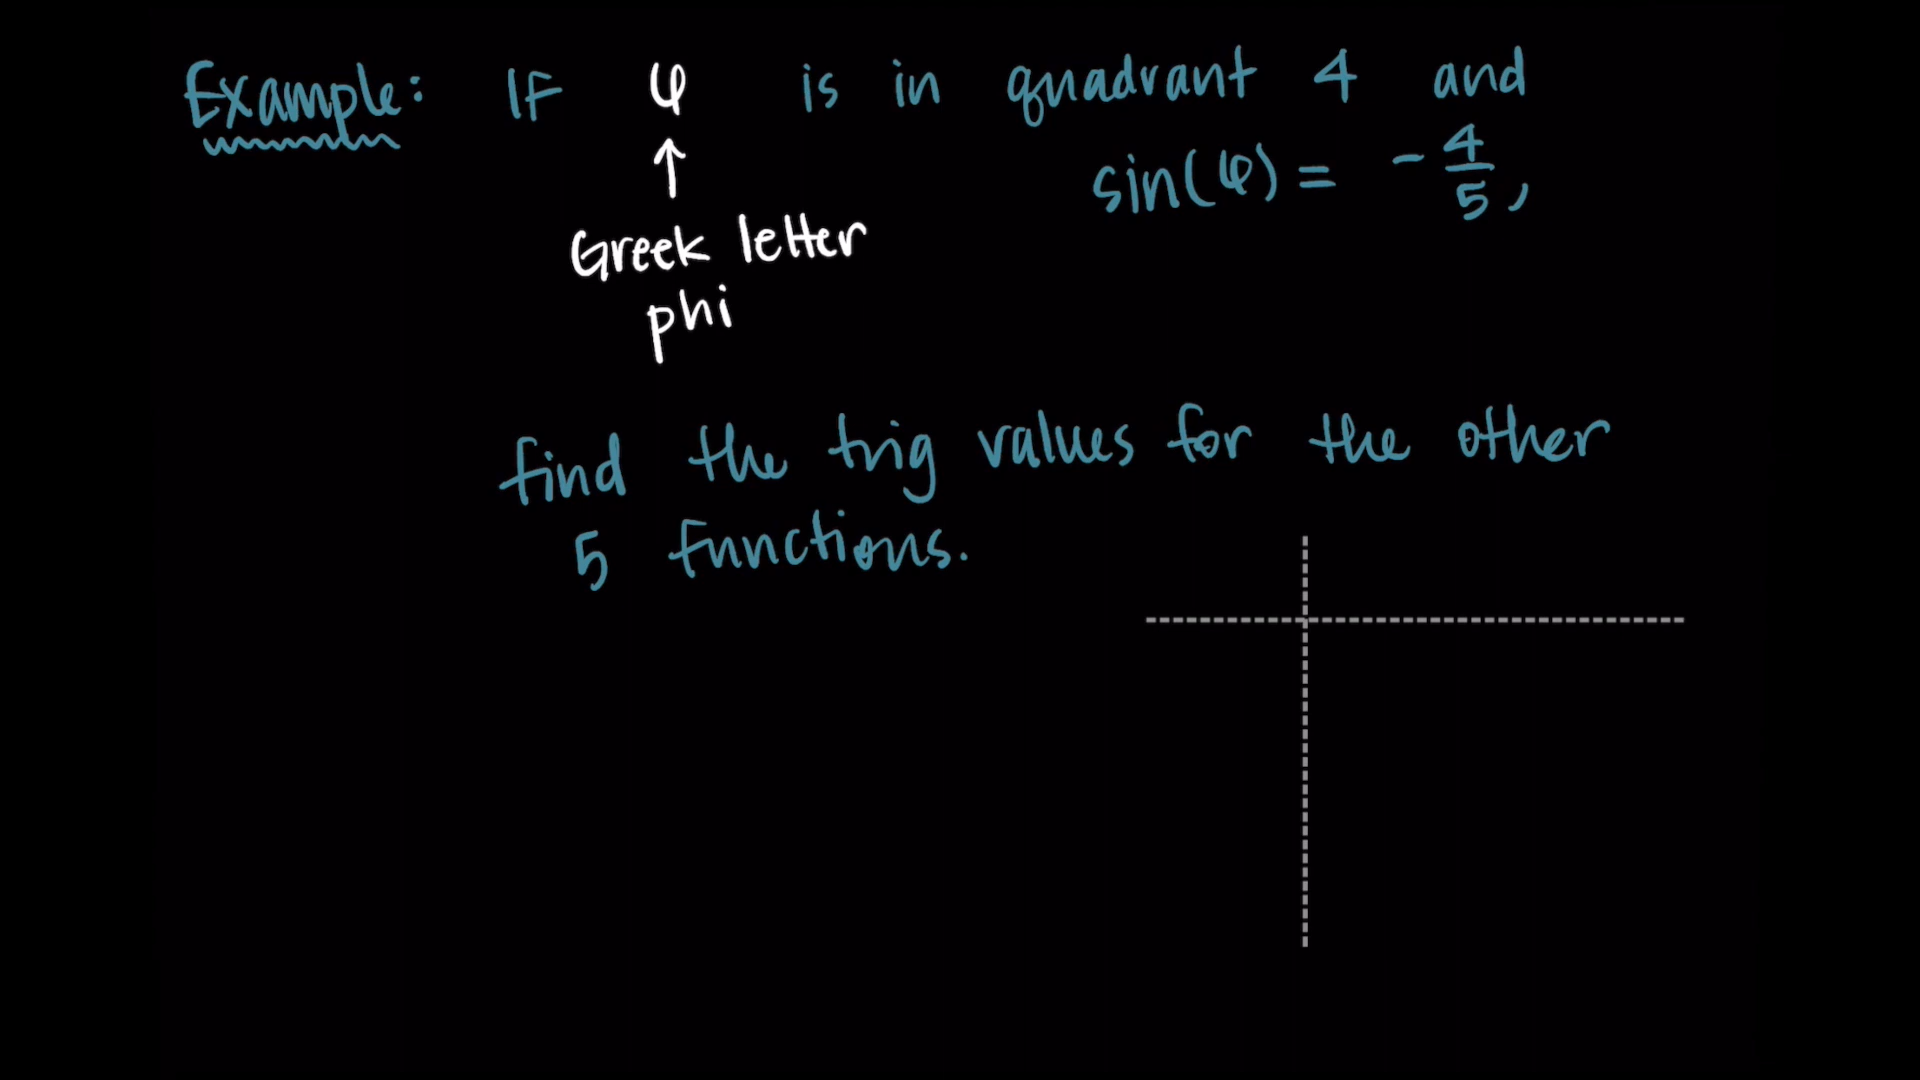 Example: IF φ is in quadrant 4 and
sin(φ) = -4/5,
↑
Greek letter
phi
find the trig values for the other
5 functions.